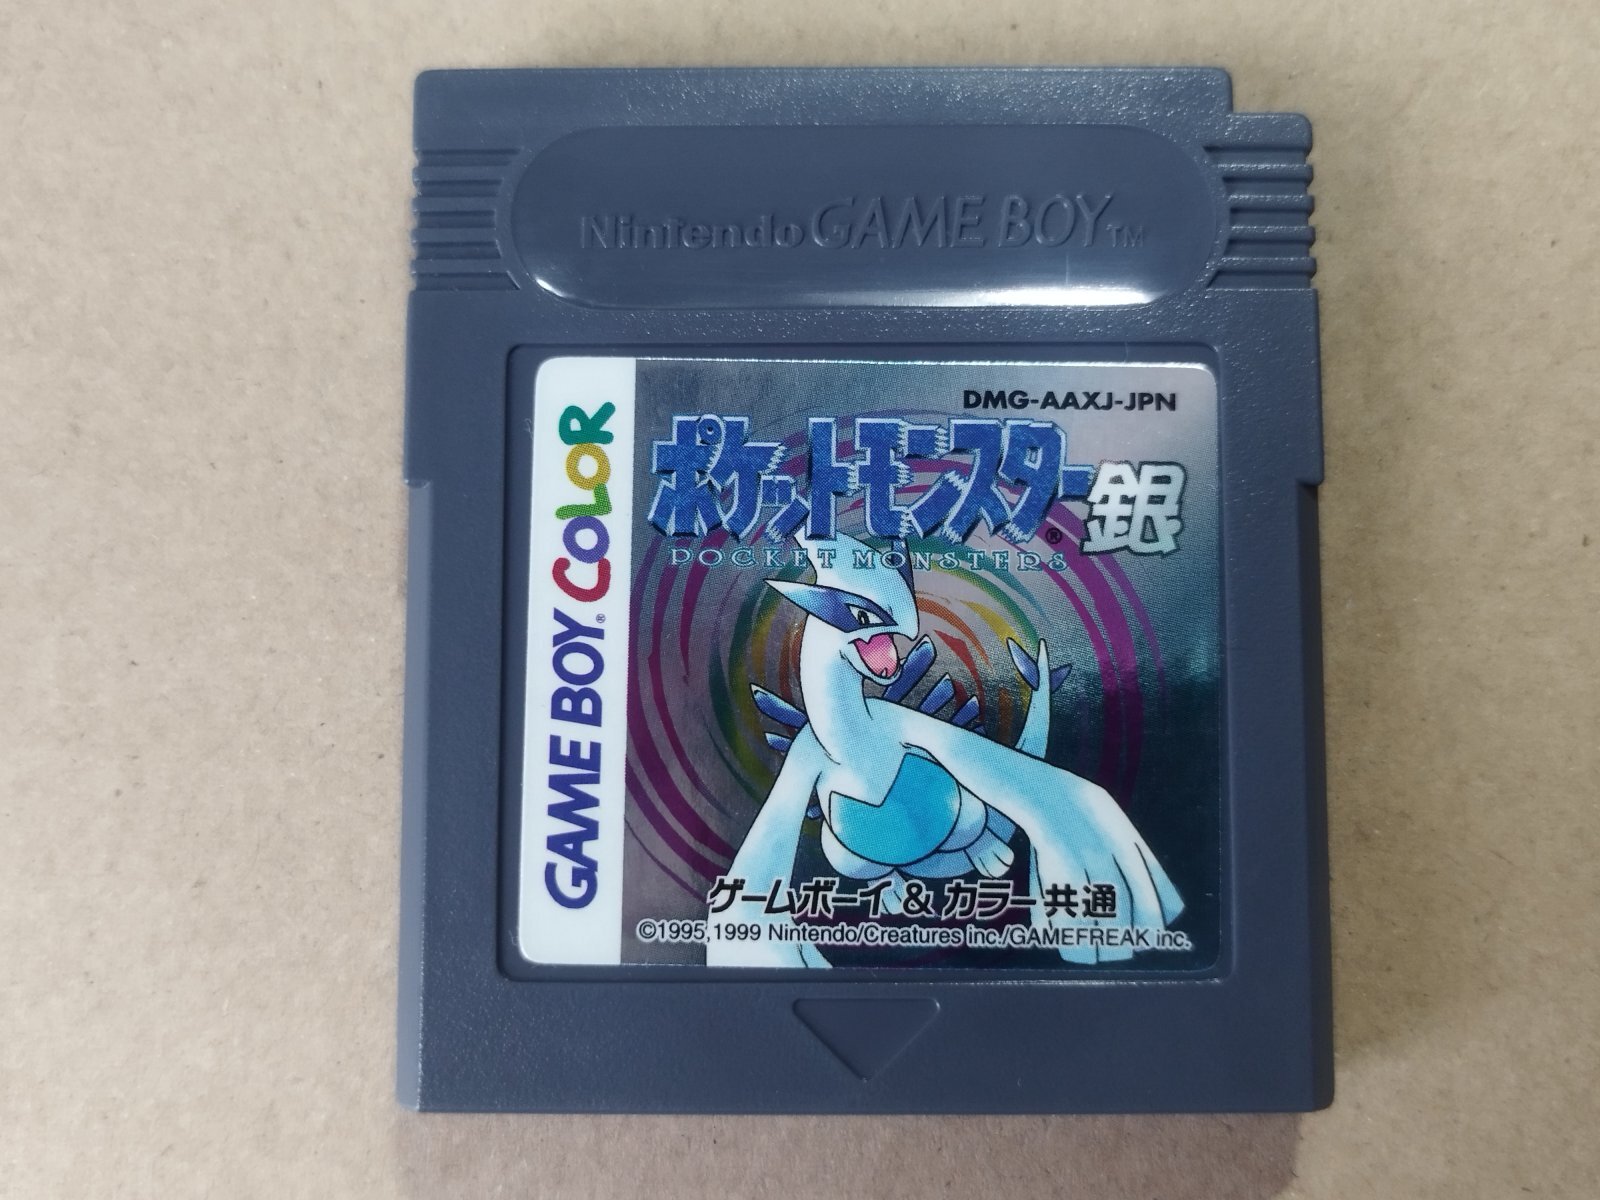 Nintendo GAME BOY TM
GAME BOY® COLOR
DMG-AAXJ-JPN
ポケットモンスター®銀
POCKET MONSTERS
ゲームボーイ & カラー共通
©1995,1999 Nintendo/Creatures inc./GAMEFREAK inc.